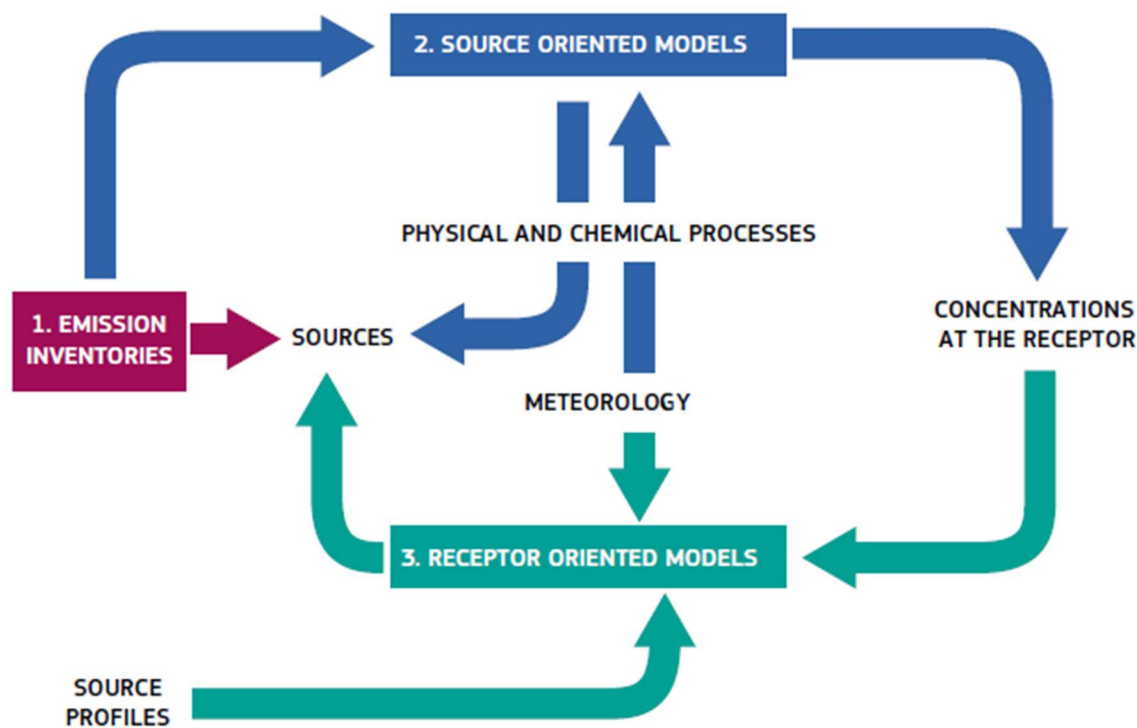 2. SOURCE ORIENTED MODELS
PHYSICAL AND CHEMICAL PROCESSES
1. EMISSION
INVENTORIES
SOURCES
CONCENTRATIONS
AT THE RECEPTOR
METEOROLOGY
3. RECEPTOR ORIENTED MODELS
SOURCE
PROFILES